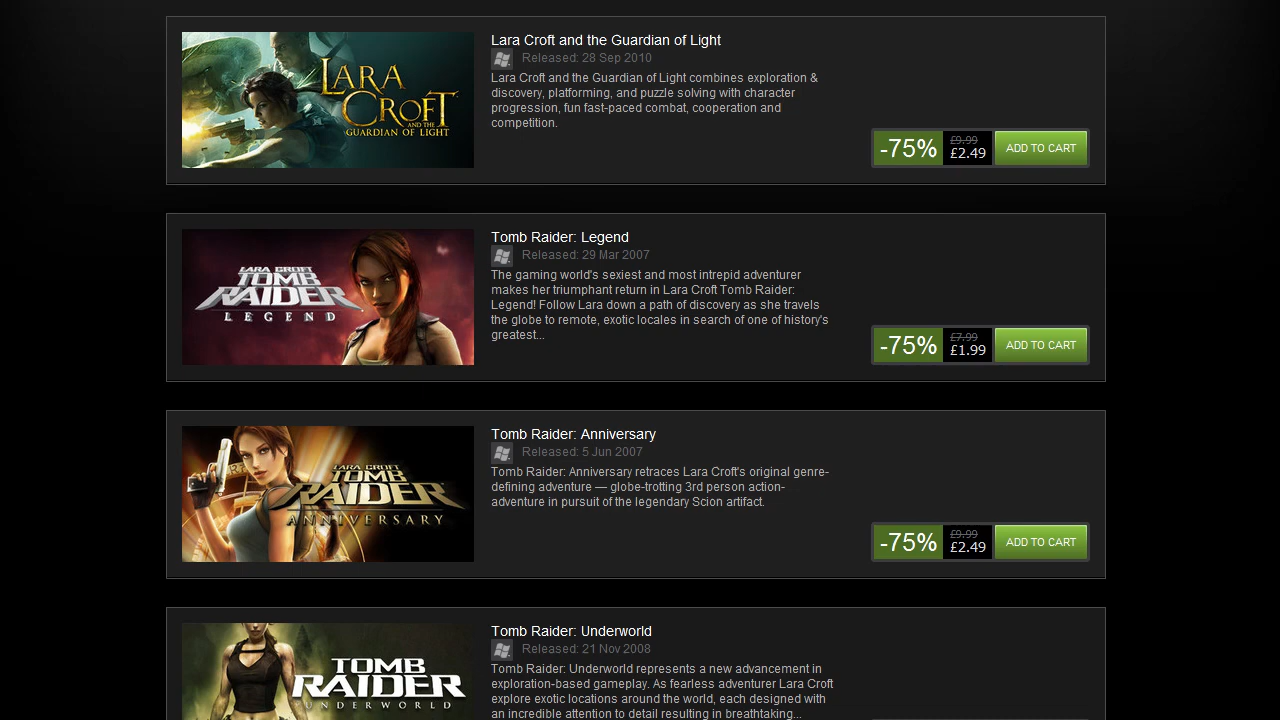 LARA
CROFT
AND THE
GUARDIAN OF LIGHT
Lara Croft and the Guardian of Light
Released: 28 Sep 2010
Lara Croft and the Guardian of Light combines exploration &
discovery, platforming, and puzzle solving with character
progression, fun fast-paced combat, cooperation and
competition.
-75%
£9.99
£2.49
ADD TO CART
LARA CROFT
TOMB
RAIDER
LEGEND
Tomb Raider: Legend
Released: 29 Mar 2007
The gaming world's sexiest and most intrepid adventurer
makes her triumphant return in Lara Croft Tomb Raider:
Legend! Follow Lara down a path of discovery as she travels
the globe to remote, exotic locales in search of one of history's
greatest...
-75%
£7.99
£1.99
ADD TO CART
LARA CROFT
TOMB
RAIDER
ANNIVERSARY
Tomb Raider: Anniversary
Released: 5 Jun 2007
Tomb Raider: Anniversary retraces Lara Croft's original genre-
defining adventure — globe-trotting 3rd person action-
adventure in pursuit of the legendary Scion artifact.
-75%
£9.99
£2.49
ADD TO CART
TOMB
RAIDER
UNDERWORLD
Tomb Raider: Underworld
Released: 21 Nov 2008
Tomb Raider: Underworld represents a new advancement in
exploration-based gameplay. As fearless adventurer Lara Croft
explore exotic locations around the world, each designed with
an incredible attention to detail resulting in breathtaking...